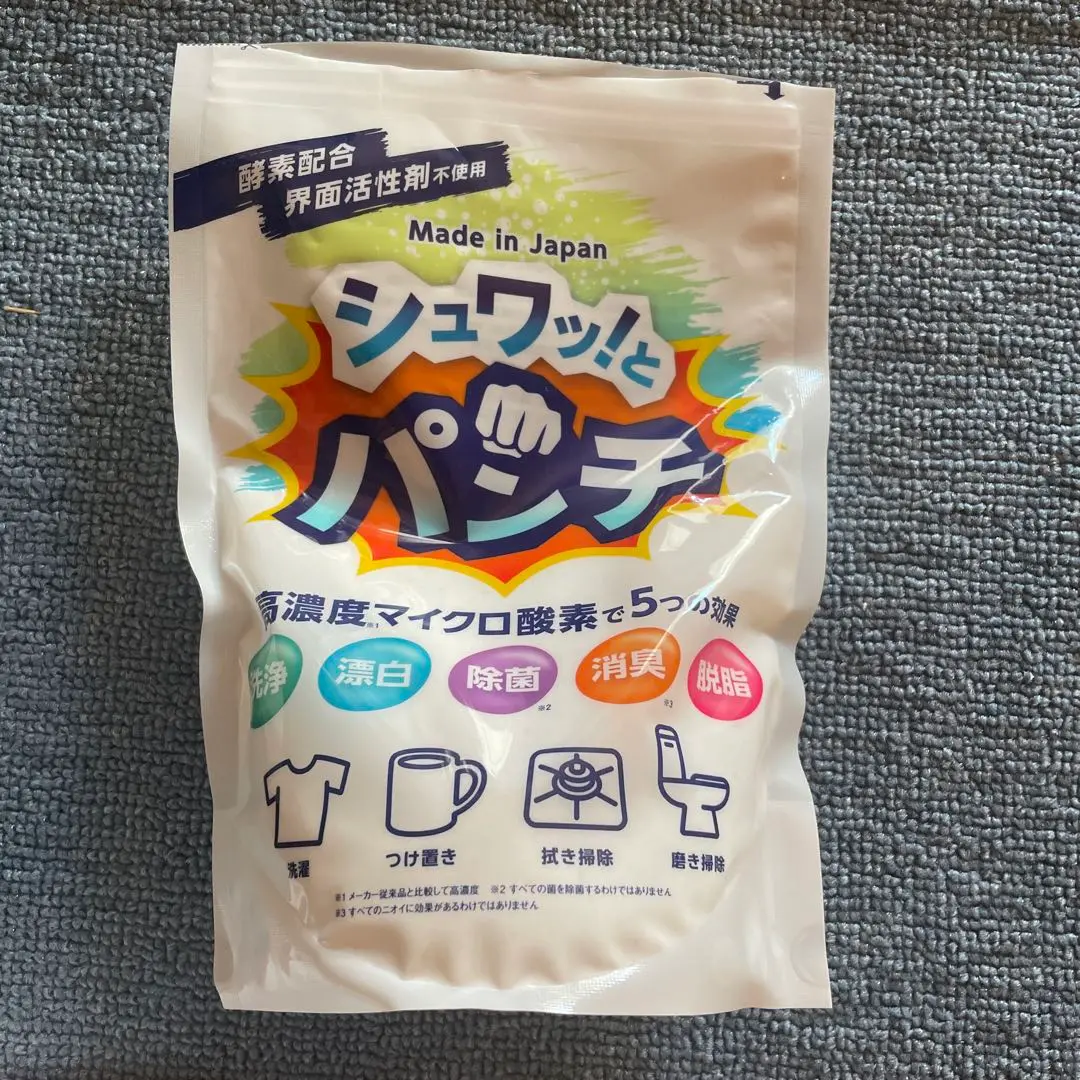 酵素配合
界面活性剤不使用
Made in Japan
シュワッ!と
パンチ
高濃度※1マイクロ酸素で5つの効果
洗浄
漂白
除菌※2
消臭※3
脱脂
洗濯
つけ置き
拭き掃除
磨き掃除
※1 メーカー従来品と比較して高濃度 ※2 すべての菌を除菌するわけではありません
※3 すべてのニオイに効果があるわけではありません